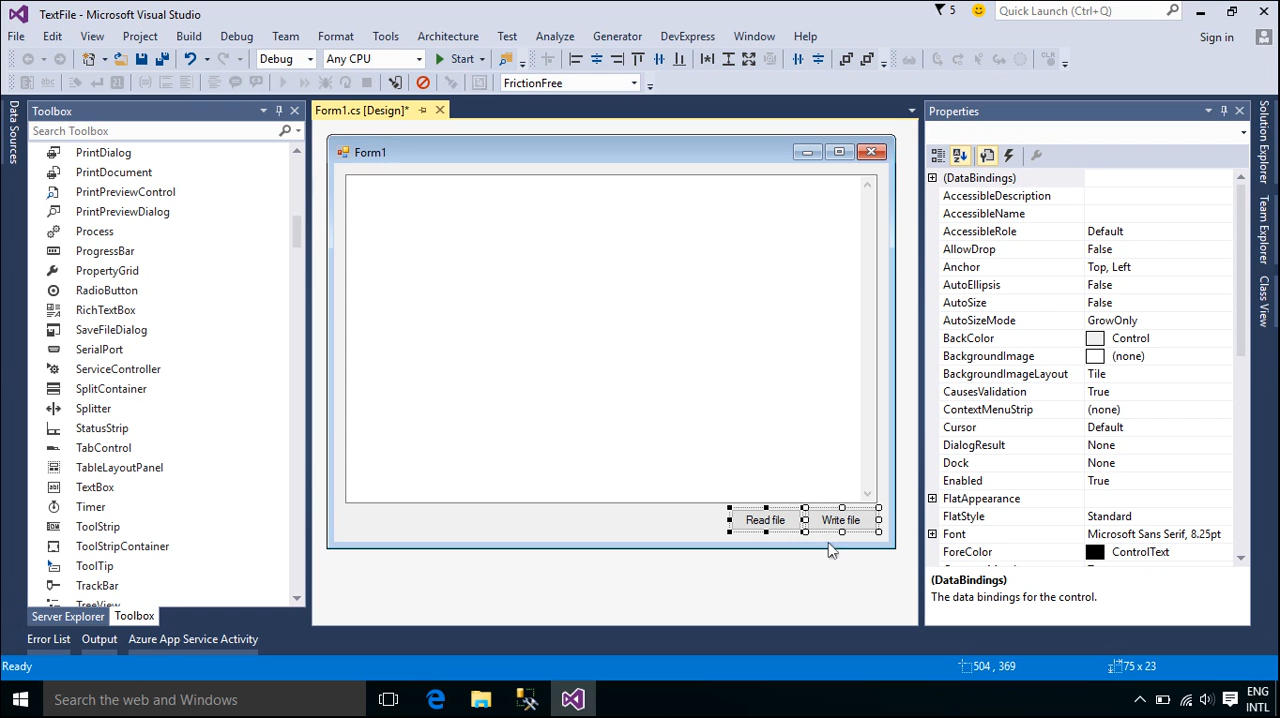 TextFile - Microsoft Visual Studio
5
Quick Launch (Ctrl+Q)
File Edit View Project Build Debug Team Format Tools Architecture Test Analyze Generator DevExpress Window Help
Sign in
Debug Any CPU Start
FrictionFree
Data Sources
Toolbox
Search Toolbox
PrintDialog
PrintDocument
PrintPreviewControl
PrintPreviewDialog
Process
ProgressBar
PropertyGrid
RadioButton
RichTextBox
SaveFileDialog
SerialPort
ServiceController
SplitContainer
Splitter
StatusStrip
TabControl
TableLayoutPanel
TextBox
Timer
ToolStrip
ToolStripContainer
ToolTip
TrackBar
TreeView
Server Explorer Toolbox
Form1.cs [Design]*
Form1
Read file Write file
Properties
(DataBindings)
AccessibleDescription
AccessibleName
AccessibleRole Default
AllowDrop False
Anchor Top, Left
AutoEllipsis False
AutoSize False
AutoSizeMode GrowOnly
BackColor Control
BackgroundImage (none)
BackgroundImageLayout Tile
CausesValidation True
ContextMenuStrip (none)
Cursor Default
DialogResult None
Dock None
Enabled True
FlatAppearance
FlatStyle Standard
Font Microsoft Sans Serif, 8.25pt
ForeColor ControlText
(DataBindings)
The data bindings for the control.
Solution Explorer
Team Explorer
Class View
Error List Output Azure App Service Activity
Ready 504 , 369 75 x 23
Search the web and Windows
ENG
INTL